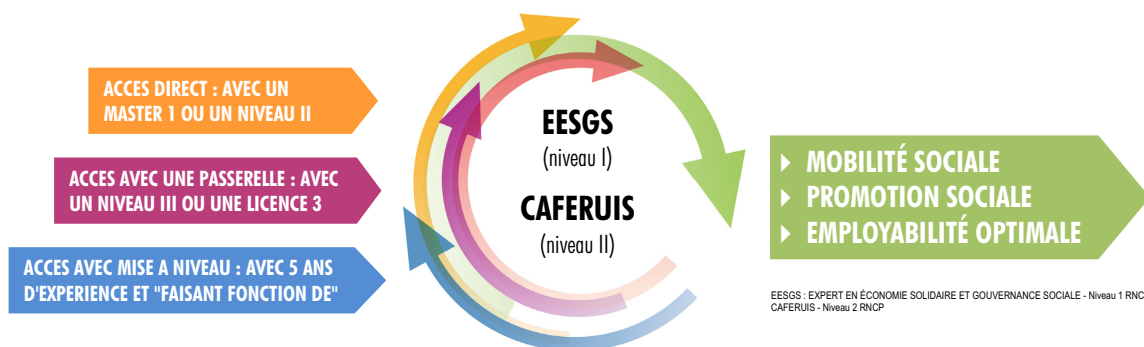 ACCES DIRECT : AVEC UN
MASTER 1 OU UN NIVEAU II
ACCES AVEC UNE PASSERELLE : AVEC
UN NIVEAU III OU UNE LICENCE 3
ACCES AVEC MISE A NIVEAU : AVEC 5 ANS
D'EXPERIENCE ET "FAISANT FONCTION DE"
EESGS
(niveau I)
CAFERUIS
(niveau II)
MOBILITÉ SOCIALE
PROMOTION SOCIALE
EMPLOYABILITÉ OPTIMALE
EESGS : EXPERT EN ÉCONOMIE SOLIDAIRE ET GOUVERNANCE SOCIALE - Niveau 1 RNC
CAFERUIS - Niveau 2 RNCP